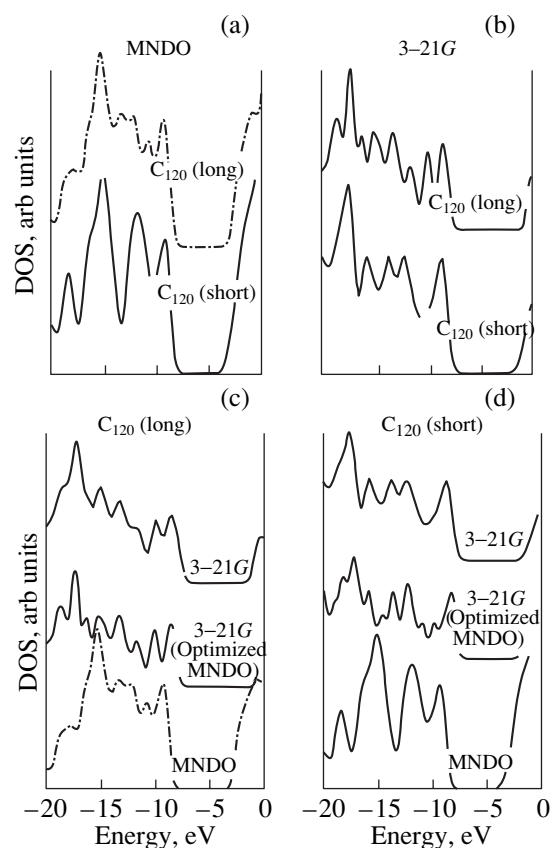 (a)
MNDO
DOS, arb units
C₁₂₀ (long)
C₁₂₀ (short)
(b)
3–21G
C₁₂₀ (long)
C₁₂₀ (short)
(c)
C₁₂₀ (long)
DOS, arb units
3–21G
3–21G
(Optimized
MNDO)
MNDO
–20 –15 –10 –5 0
Energy, eV
(d)
C₁₂₀ (short)
3–21G
3–21G
(Optimized
MNDO)
MNDO
–20 –15 –10 –5 0
Energy, eV